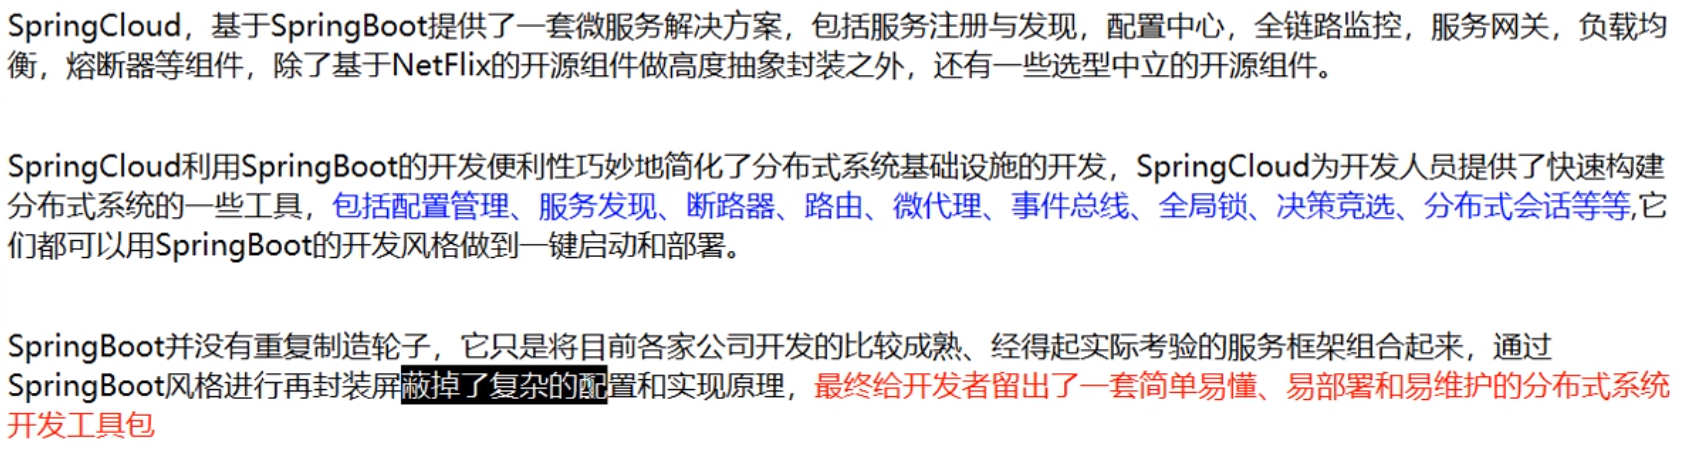 SpringCloud，基于SpringBoot提供了一套微服务解决方案，包括服务注册与发现，配置中心，全链路监控，服务网关，负载均
衡，熔断器等组件，除了基于NetFlix的开源组件做高度抽象封装之外，还有一些选型中立的开源组件。
SpringCloud利用SpringBoot的开发便利性巧妙地简化了分布式系统基础设施的开发，SpringCloud为开发人员提供了快速构建
分布式系统的一些工具，包括配置管理、服务发现、断路器、路由、微代理、事件总线、全局锁、决策竞选、分布式会话等等,它
们都可以用SpringBoot的开发风格做到一键启动和部署。
SpringBoot并没有重复制造轮子，它只是将目前各家公司开发的比较成熟、经得起实际考验的服务框架组合起来，通过
SpringBoot风格进行再封装屏蔽掉了复杂的配置和实现原理，最终给开发者留出了一套简单易懂、易部署和易维护的分布式系统
开发工具包